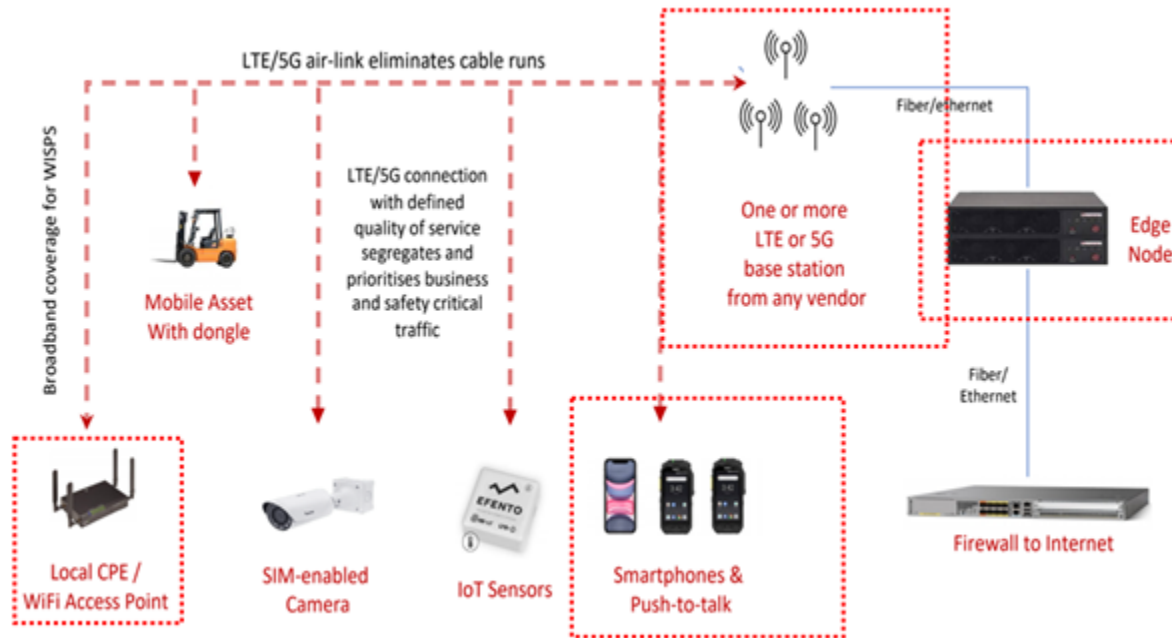 LTE/5G air-link eliminates cable runs
Broadband coverage for WISPS
Fiber/ethernet
LTE/5G connection
with defined
quality of service
segregates and
prioritises business
and safety critical
traffic
One or more
LTE or 5G
base station
from any vendor
Edge
Node
Mobile Asset
With dongle
Fiber/
Ethernet
EFENTO
Local CPE /
WiFi Access Point
SIM-enabled
Camera
IoT Sensors
Smartphones &
Push-to-talk
Firewall to Internet